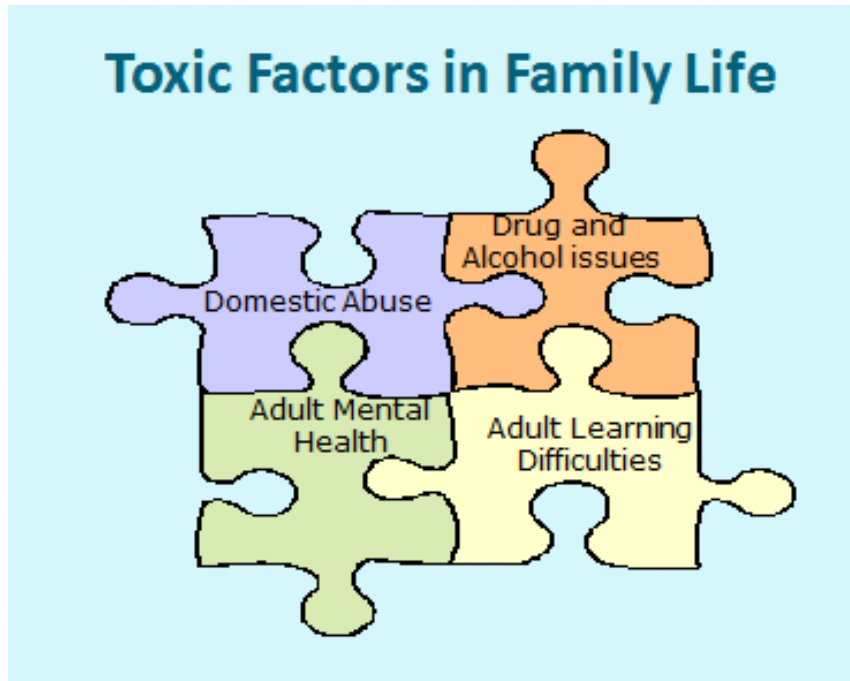 Toxic Factors in Family Life
Drug and
Alcohol issues
Domestic Abuse
Adult Mental
Health
Adult Learning
Difficulties